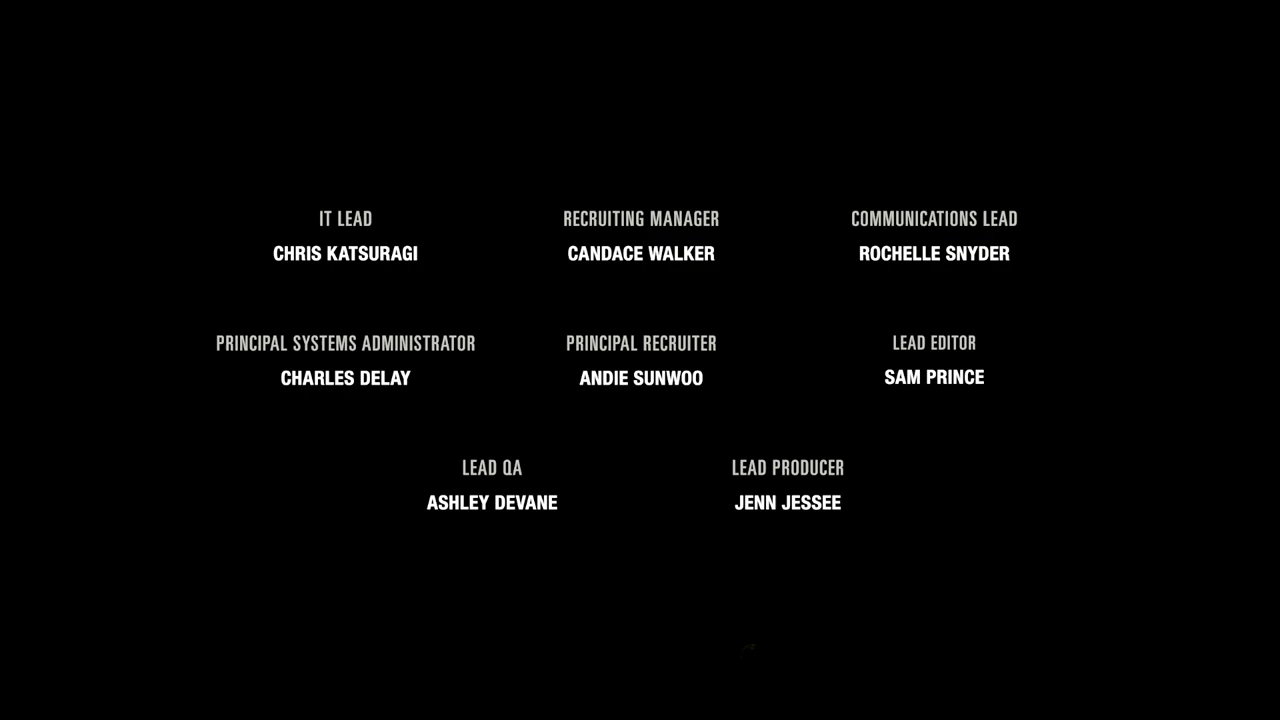 IT LEAD
CHRIS KATSURAGI
RECRUITING MANAGER
CANDACE WALKER
COMMUNICATIONS LEAD
ROCHELLE SNYDER
PRINCIPAL SYSTEMS ADMINISTRATOR
CHARLES DELAY
PRINCIPAL RECRUITER
ANDIE SUNWOO
LEAD EDITOR
SAM PRINCE
LEAD QA
ASHLEY DEVANE
LEAD PRODUCER
JENN JESSEE